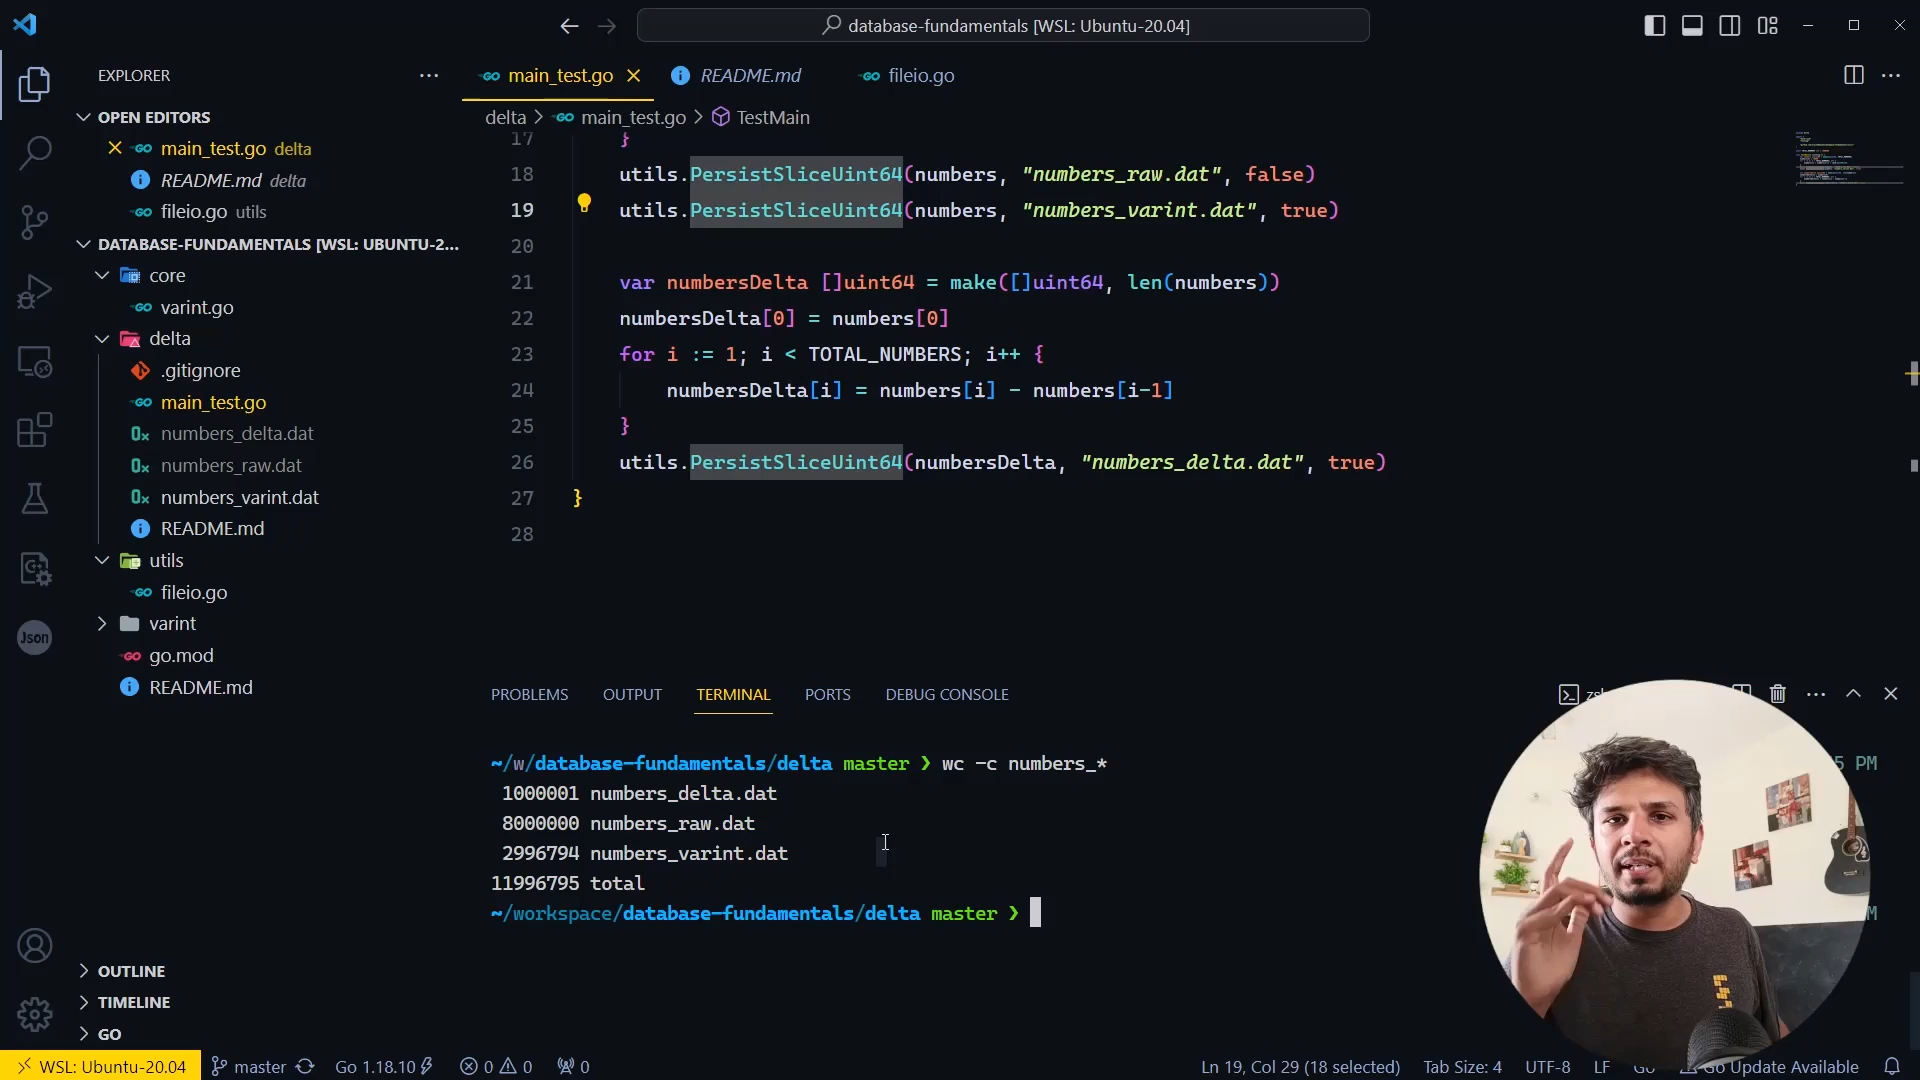 database-fundamentals [WSL: Ubuntu-20.04]
EXPLORER
main_test.go
README.md
fileio.go
OPEN EDITORS
main_test.go delta
README.md delta
fileio.go utils
DATABASE-FUNDAMENTALS [WSL: UBUNTU-2...
core
varint.go
delta
.gitignore
main_test.go
numbers_delta.dat
numbers_raw.dat
numbers_varint.dat
README.md
utils
fileio.go
varint
go.mod
README.md
OUTLINE
TIMELINE
GO
Json
delta > main_test.go > TestMain
17 }
18 utils.PersistSliceUint64(numbers, "numbers_raw.dat", false)
19 utils.PersistSliceUint64(numbers, "numbers_varint.dat", true)
20
21 var numbersDelta []uint64 = make([]uint64, len(numbers))
22 numbersDelta[0] = numbers[0]
23 for i := 1; i < TOTAL_NUMBERS; i++ {
24 numbersDelta[i] = numbers[i] - numbers[i-1]
25 }
26 utils.PersistSliceUint64(numbersDelta, "numbers_delta.dat", true)
27 }
28
PROBLEMS OUTPUT TERMINAL PORTS DEBUG CONSOLE
~/w/database-fundamentals/delta master ❯ wc -c numbers_*
5 PM
1000001 numbers_delta.dat
8000000 numbers_raw.dat
2996794 numbers_varint.dat
11996795 total
~/workspace/database-fundamentals/delta master ❯
WSL: Ubuntu-20.04 master Go 1.18.10 0 0 0 Ln 19, Col 29 (18 selected) Tab Size: 4 UTF-8 LF Go Update Available